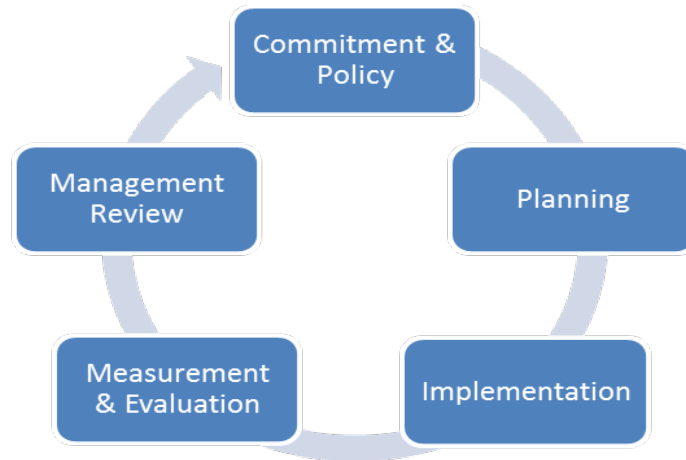 Commitment &
Policy
Planning
Implementation
Measurement
& Evaluation
Management
Review